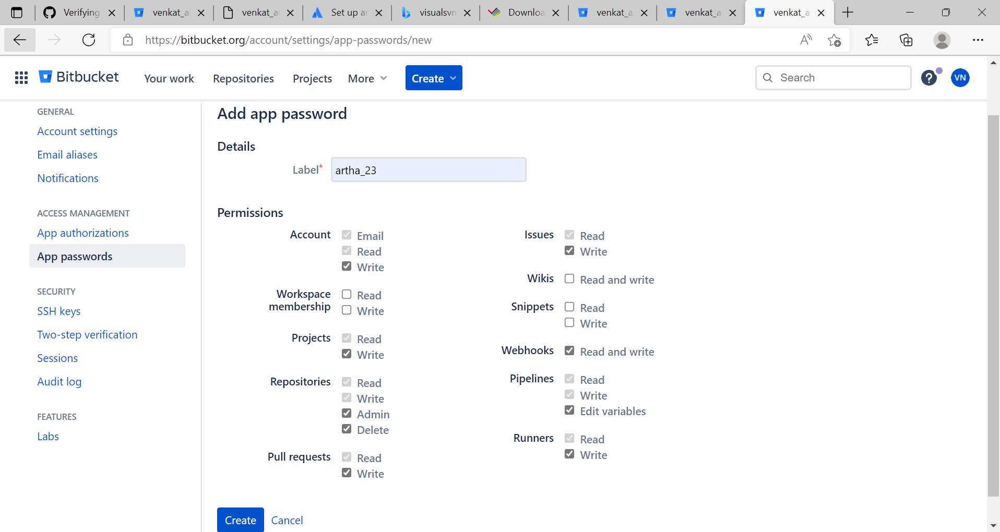 Verifying
venkat_a
venkat_a
Set up ar
visualsvn
Downloa
venkat_a
venkat_a
venkat_a
https://bitbucket.org/account/settings/app-passwords/new
Bitbucket
Your work
Repositories
Projects
More
Create
Search
?
VN
GENERAL
Account settings
Email aliases
Notifications
ACCESS MANAGEMENT
App authorizations
App passwords
SECURITY
SSH keys
Two-step verification
Sessions
Audit log
FEATURES
Labs
Add app password
Details
Label* artha_23
Permissions
Account
Email
Read
Write
Workspace membership
Read
Write
Projects
Read
Write
Repositories
Read
Write
Admin
Delete
Pull requests
Read
Write
Issues
Read
Write
Wikis
Read and write
Snippets
Read
Write
Webhooks
Read and write
Pipelines
Read
Write
Edit variables
Runners
Read
Write
Create
Cancel